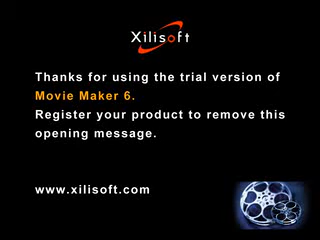 Xilisoft
Thanks for using the trial version of
Movie Maker 6.
Register your product to remove this
opening message.
www.xilisoft.com